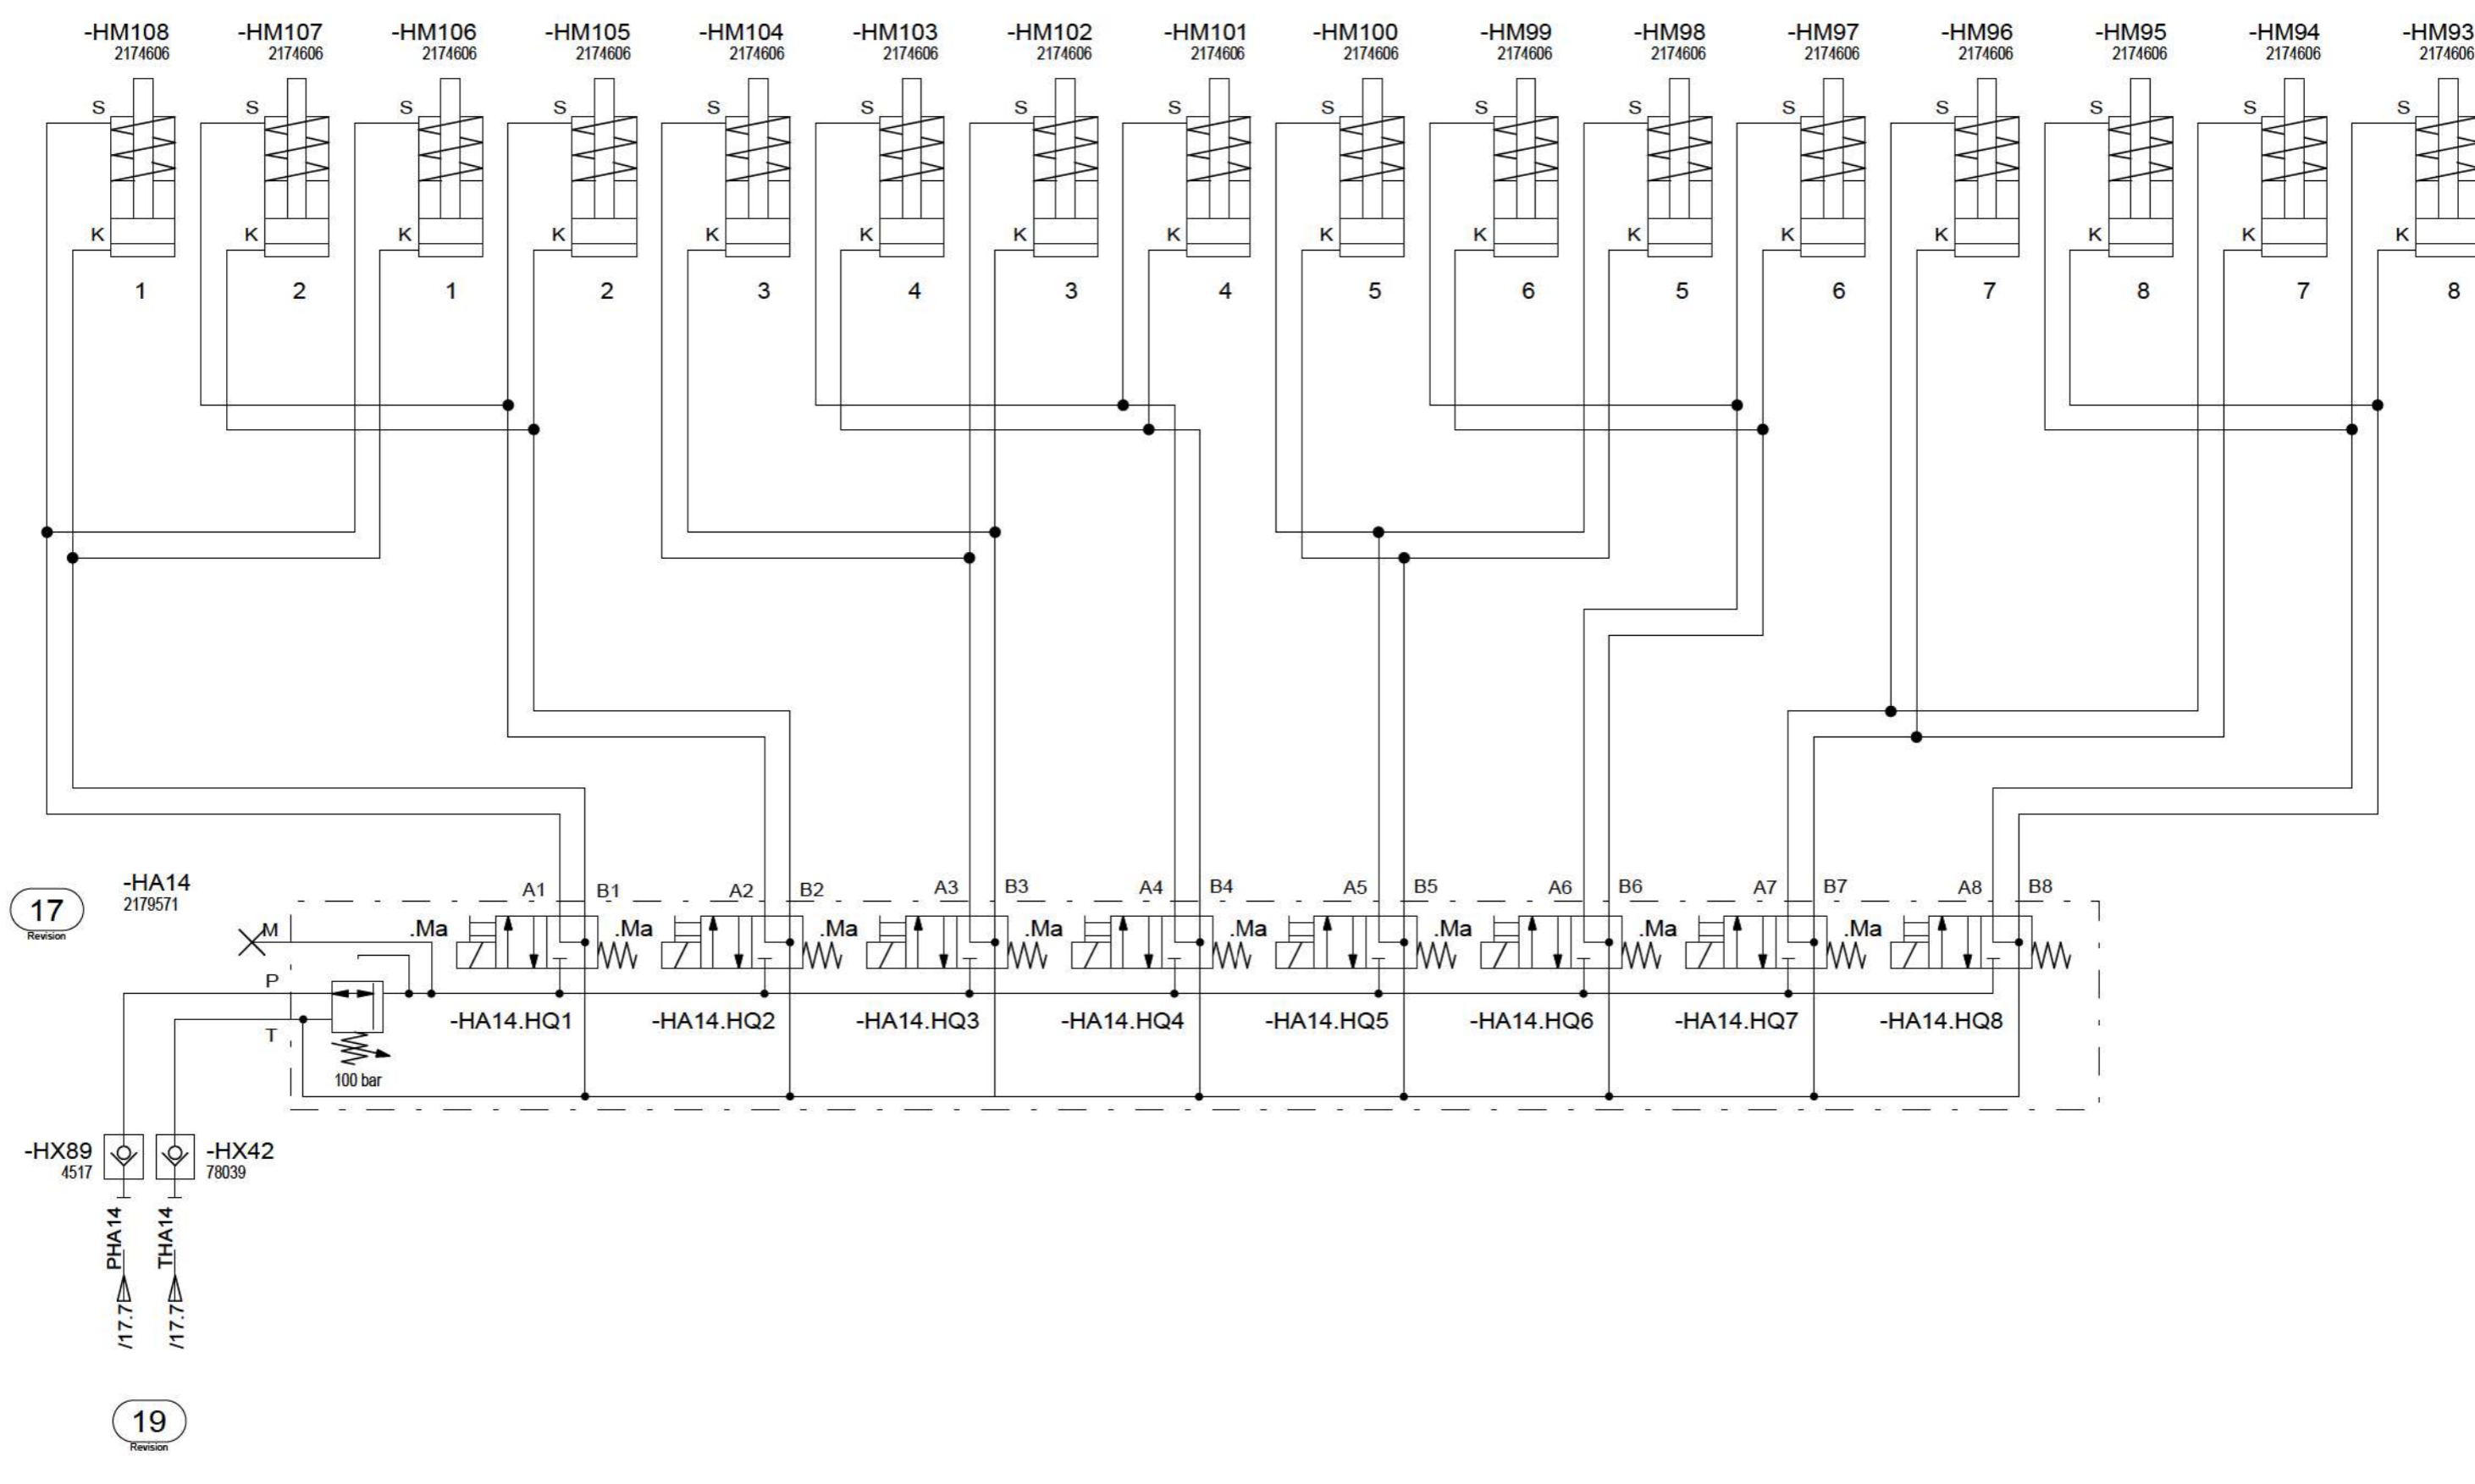 -HM108 -HM107 -HM106 -HM105 -HM104 -HM103 -HM102 -HM101 -HM100 -HM99 -HM98 -HM97 -HM96 -HM95 -HM94 -HM93
2174606 2174606 2174606 2174606 2174606 2174606 2174606 2174606 2174606 2174606 2174606 2174606 2174606 2174606 2174606 2174606
S S S S S S S S S S S S S S S S
K K K K K K K K K K K K K K K K
1 2 1 2 3 4 3 4 5 6 5 6 7 8 7 8
-HA14
2179571
17
Revision
A1 B1 A2 B2 A3 B3 A4 B4 A5 B5 A6 B6 A7 B7 A8 B8
M .Ma .Ma .Ma .Ma .Ma .Ma .Ma .Ma
P
T
-HA14.HQ1 -HA14.HQ2 -HA14.HQ3 -HA14.HQ4 -HA14.HQ5 -HA14.HQ6 -HA14.HQ7 -HA14.HQ8
100 bar
-HX89 -HX42
4517 78039
PHA14 THA14
/17.7 /17.7
19
Revision